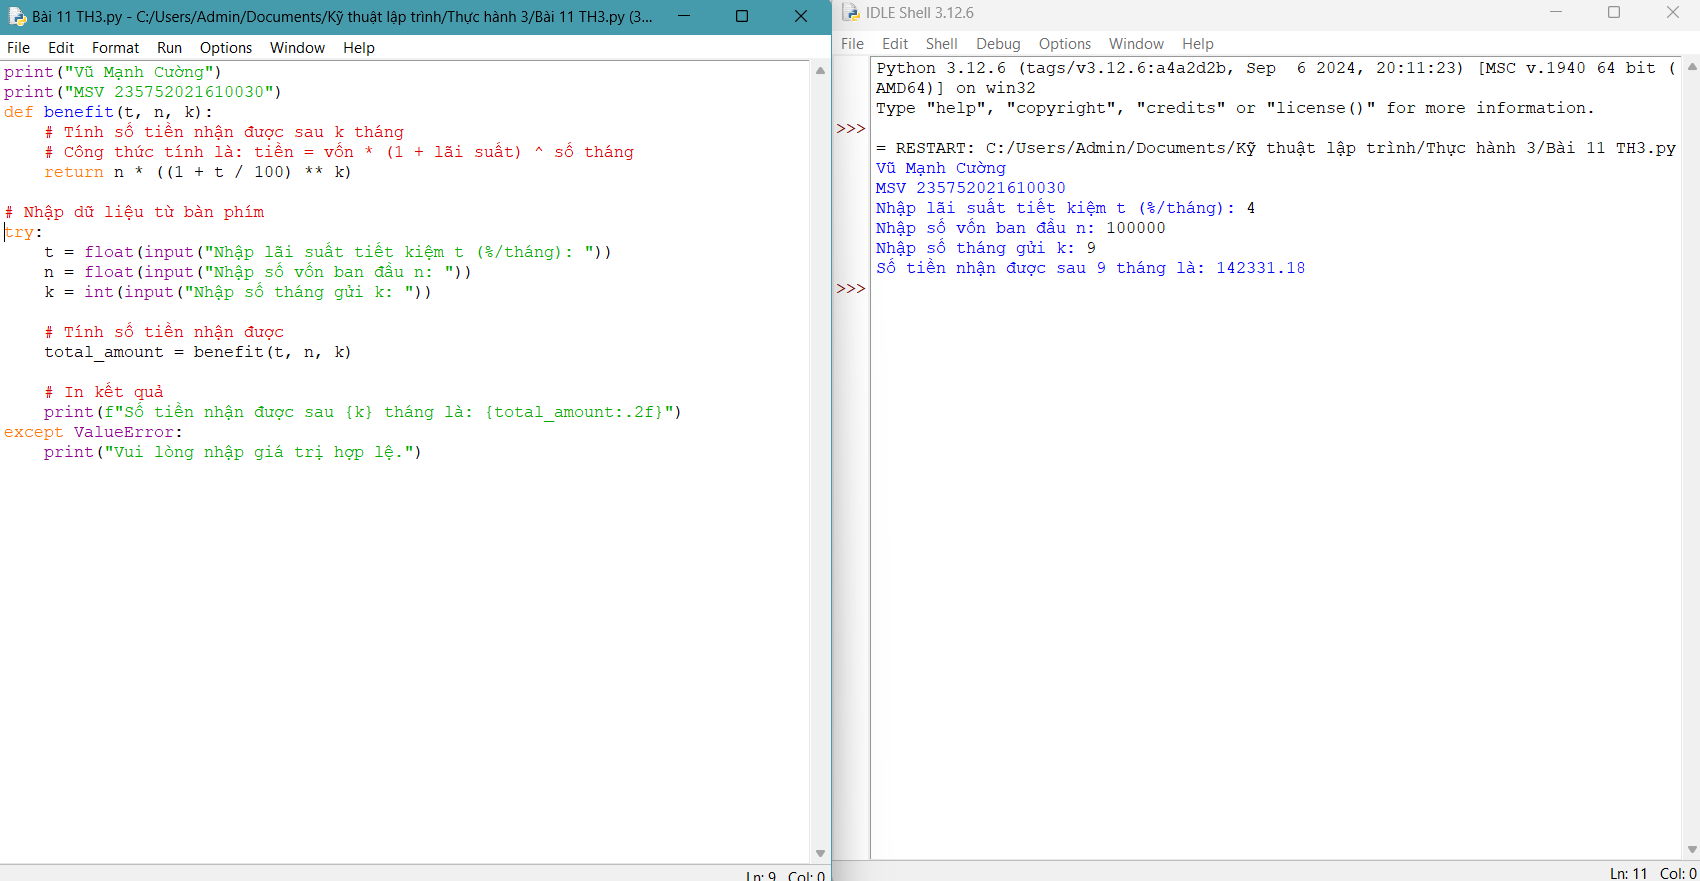 Bài 11 TH3.py - C:/Users/Admin/Documents/Kỹ thuật lập trình/Thực hành 3/Bài 11 TH3.py (3...
File Edit Format Run Options Window Help
print("Vũ Mạnh Cường")
print("MSV 235752021610030")
def benefit(t, n, k):
    # Tính số tiền nhận được sau k tháng
    # Công thức tính là: tiền = vốn * (1 + lãi suất) ^ số tháng
    return n * ((1 + t / 100) ** k)
# Nhập dữ liệu từ bàn phím
try:
    t = float(input("Nhập lãi suất tiết kiệm t (%/tháng): "))
    n = float(input("Nhập số vốn ban đầu n: "))
    k = int(input("Nhập số tháng gửi k: "))
    # Tính số tiền nhận được
    total_amount = benefit(t, n, k)
    # In kết quả
    print(f"Số tiền nhận được sau {k} tháng là: {total_amount:.2f}")
except ValueError:
    print("Vui lòng nhập giá trị hợp lệ.")
Ln: 9 Col: 0
IDLE Shell 3.12.6
File Edit Shell Debug Options Window Help
Python 3.12.6 (tags/v3.12.6:a4a2d2b, Sep  6 2024, 20:11:23) [MSC v.1940 64 bit (
AMD64)] on win32
Type "help", "copyright", "credits" or "license()" for more information.
>>>
= RESTART: C:/Users/Admin/Documents/Kỹ thuật lập trình/Thực hành 3/Bài 11 TH3.py
Vũ Mạnh Cường
MSV 235752021610030
Nhập lãi suất tiết kiệm t (%/tháng): 4
Nhập số vốn ban đầu n: 100000
Nhập số tháng gửi k: 9
Số tiền nhận được sau 9 tháng là: 142331.18
>>>
Ln: 11 Col: 0